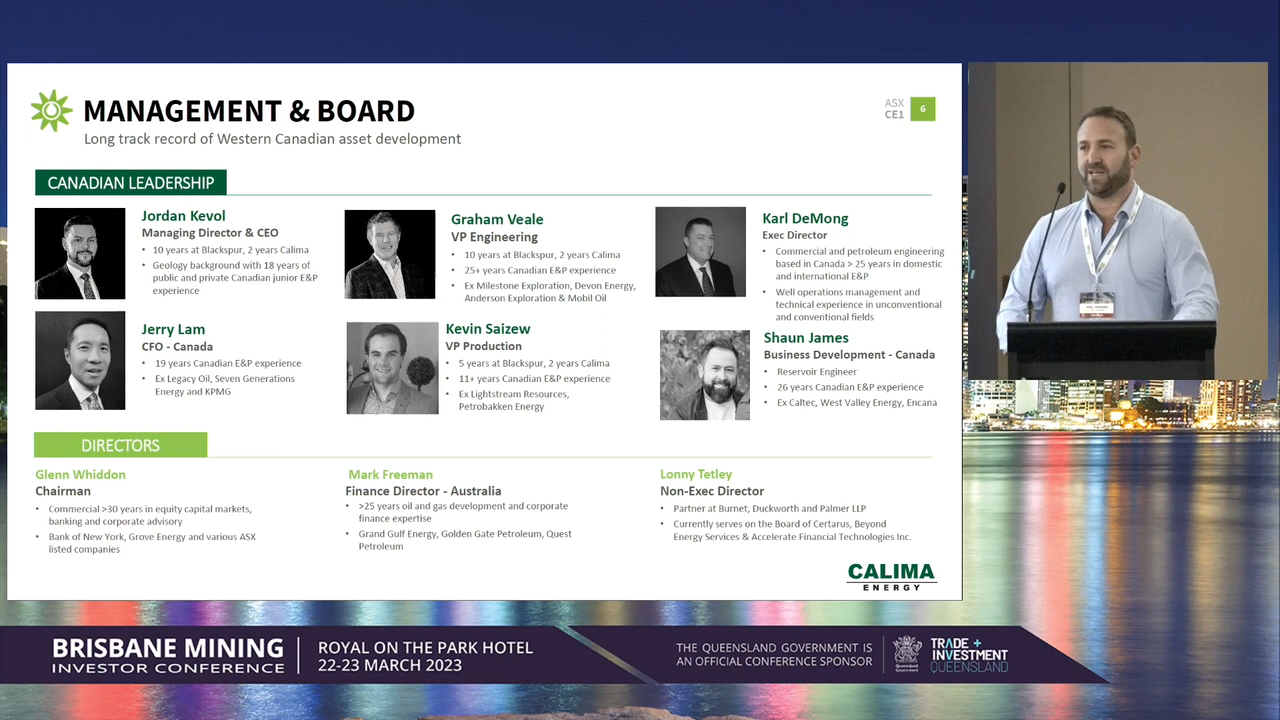 MANAGEMENT & BOARD
Long track record of Western Canadian asset development
ASX
CE1
6
CANADIAN LEADERSHIP
Jordan Kevol
Managing Director & CEO
• 10 years at Blackspur, 2 years Calima
• Geology background with 18 years of
public and private Canadian junior E&P
experience
Graham Veale
VP Engineering
• 10 years at Blackspur, 2 years Calima
• 25+ years Canadian E&P experience
• Ex Milestone Exploration, Devon Energy,
Anderson Exploration & Mobil Oil
Karl DeMong
Exec Director
• Commercial and petroleum engineering
based in Canada > 25 years in domestic
and international E&P
• Well operations management and
technical experience in unconventional
and conventional fields
Jerry Lam
CFO - Canada
• 19 years Canadian E&P experience
• Ex Legacy Oil, Seven Generations
Energy and KPMG
Kevin Saizew
VP Production
• 5 years at Blackspur, 2 years Calima
• 11+ years Canadian E&P experience
• Ex Lightstream Resources,
Petrobakken Energy
Shaun James
Business Development - Canada
• Reservoir Engineer
• 26 years Canadian E&P experience
• Ex Caltec, West Valley Energy, Encana
DIRECTORS
Glenn Whiddon
Chairman
• Commercial >30 years in equity capital markets,
banking and corporate advisory
• Bank of New York, Grove Energy and various ASX
listed companies
Mark Freeman
Finance Director - Australia
• >25 years oil and gas development and corporate
finance expertise
• Grand Gulf Energy, Golden Gate Petroleum, Quest
Petroleum
Lonny Tetley
Non-Exec Director
• Partner at Burnet, Duckworth and Palmer LLP
• Currently serves on the Board of Certarus, Beyond
Energy Services & Accelerate Financial Technologies Inc.
CALIMA
ENERGY
BRISBANE MINING
INVESTOR CONFERENCE
ROYAL ON THE PARK HOTEL
22-23 MARCH 2023
THE QUEENSLAND GOVERNMENT IS
AN OFFICIAL CONFERENCE SPONSOR
Queensland
Government
TRADE +
INVESTMENT
QUEENSLAND